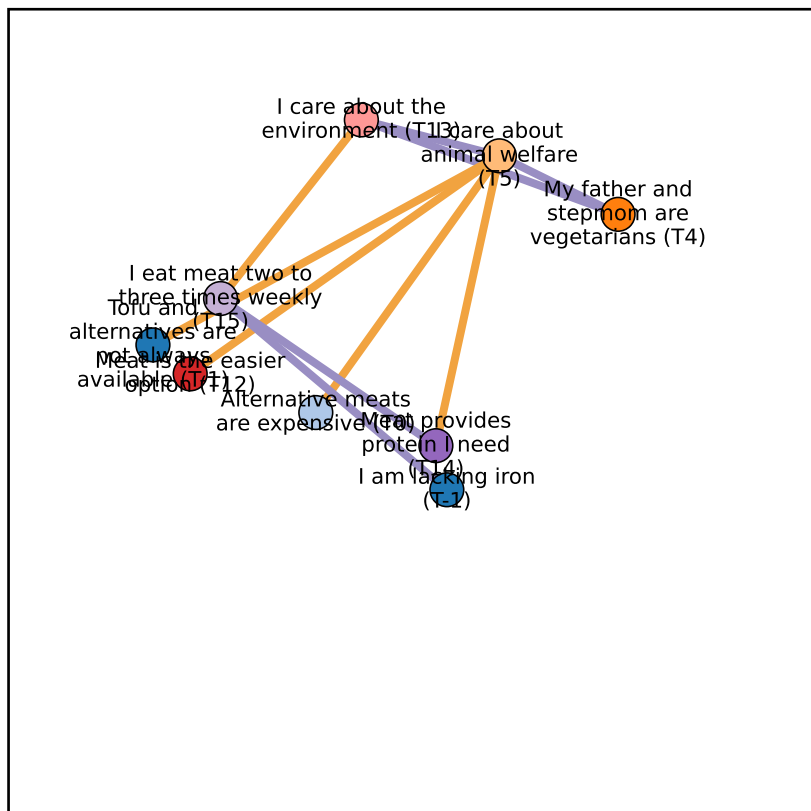 I care about the
environment (T13)
I care about
animal welfare
(T5)
My father and
stepmom are
vegetarians (T4)
I eat meat two to
three times weekly
(T15)
Tofu and
alternatives are
not always
available (T-1)
Meat is the easier
option (T12)
Alternative meats
are expensive (T0)
Meat provides
protein I need
(T14)
I am lacking iron
(T-1)